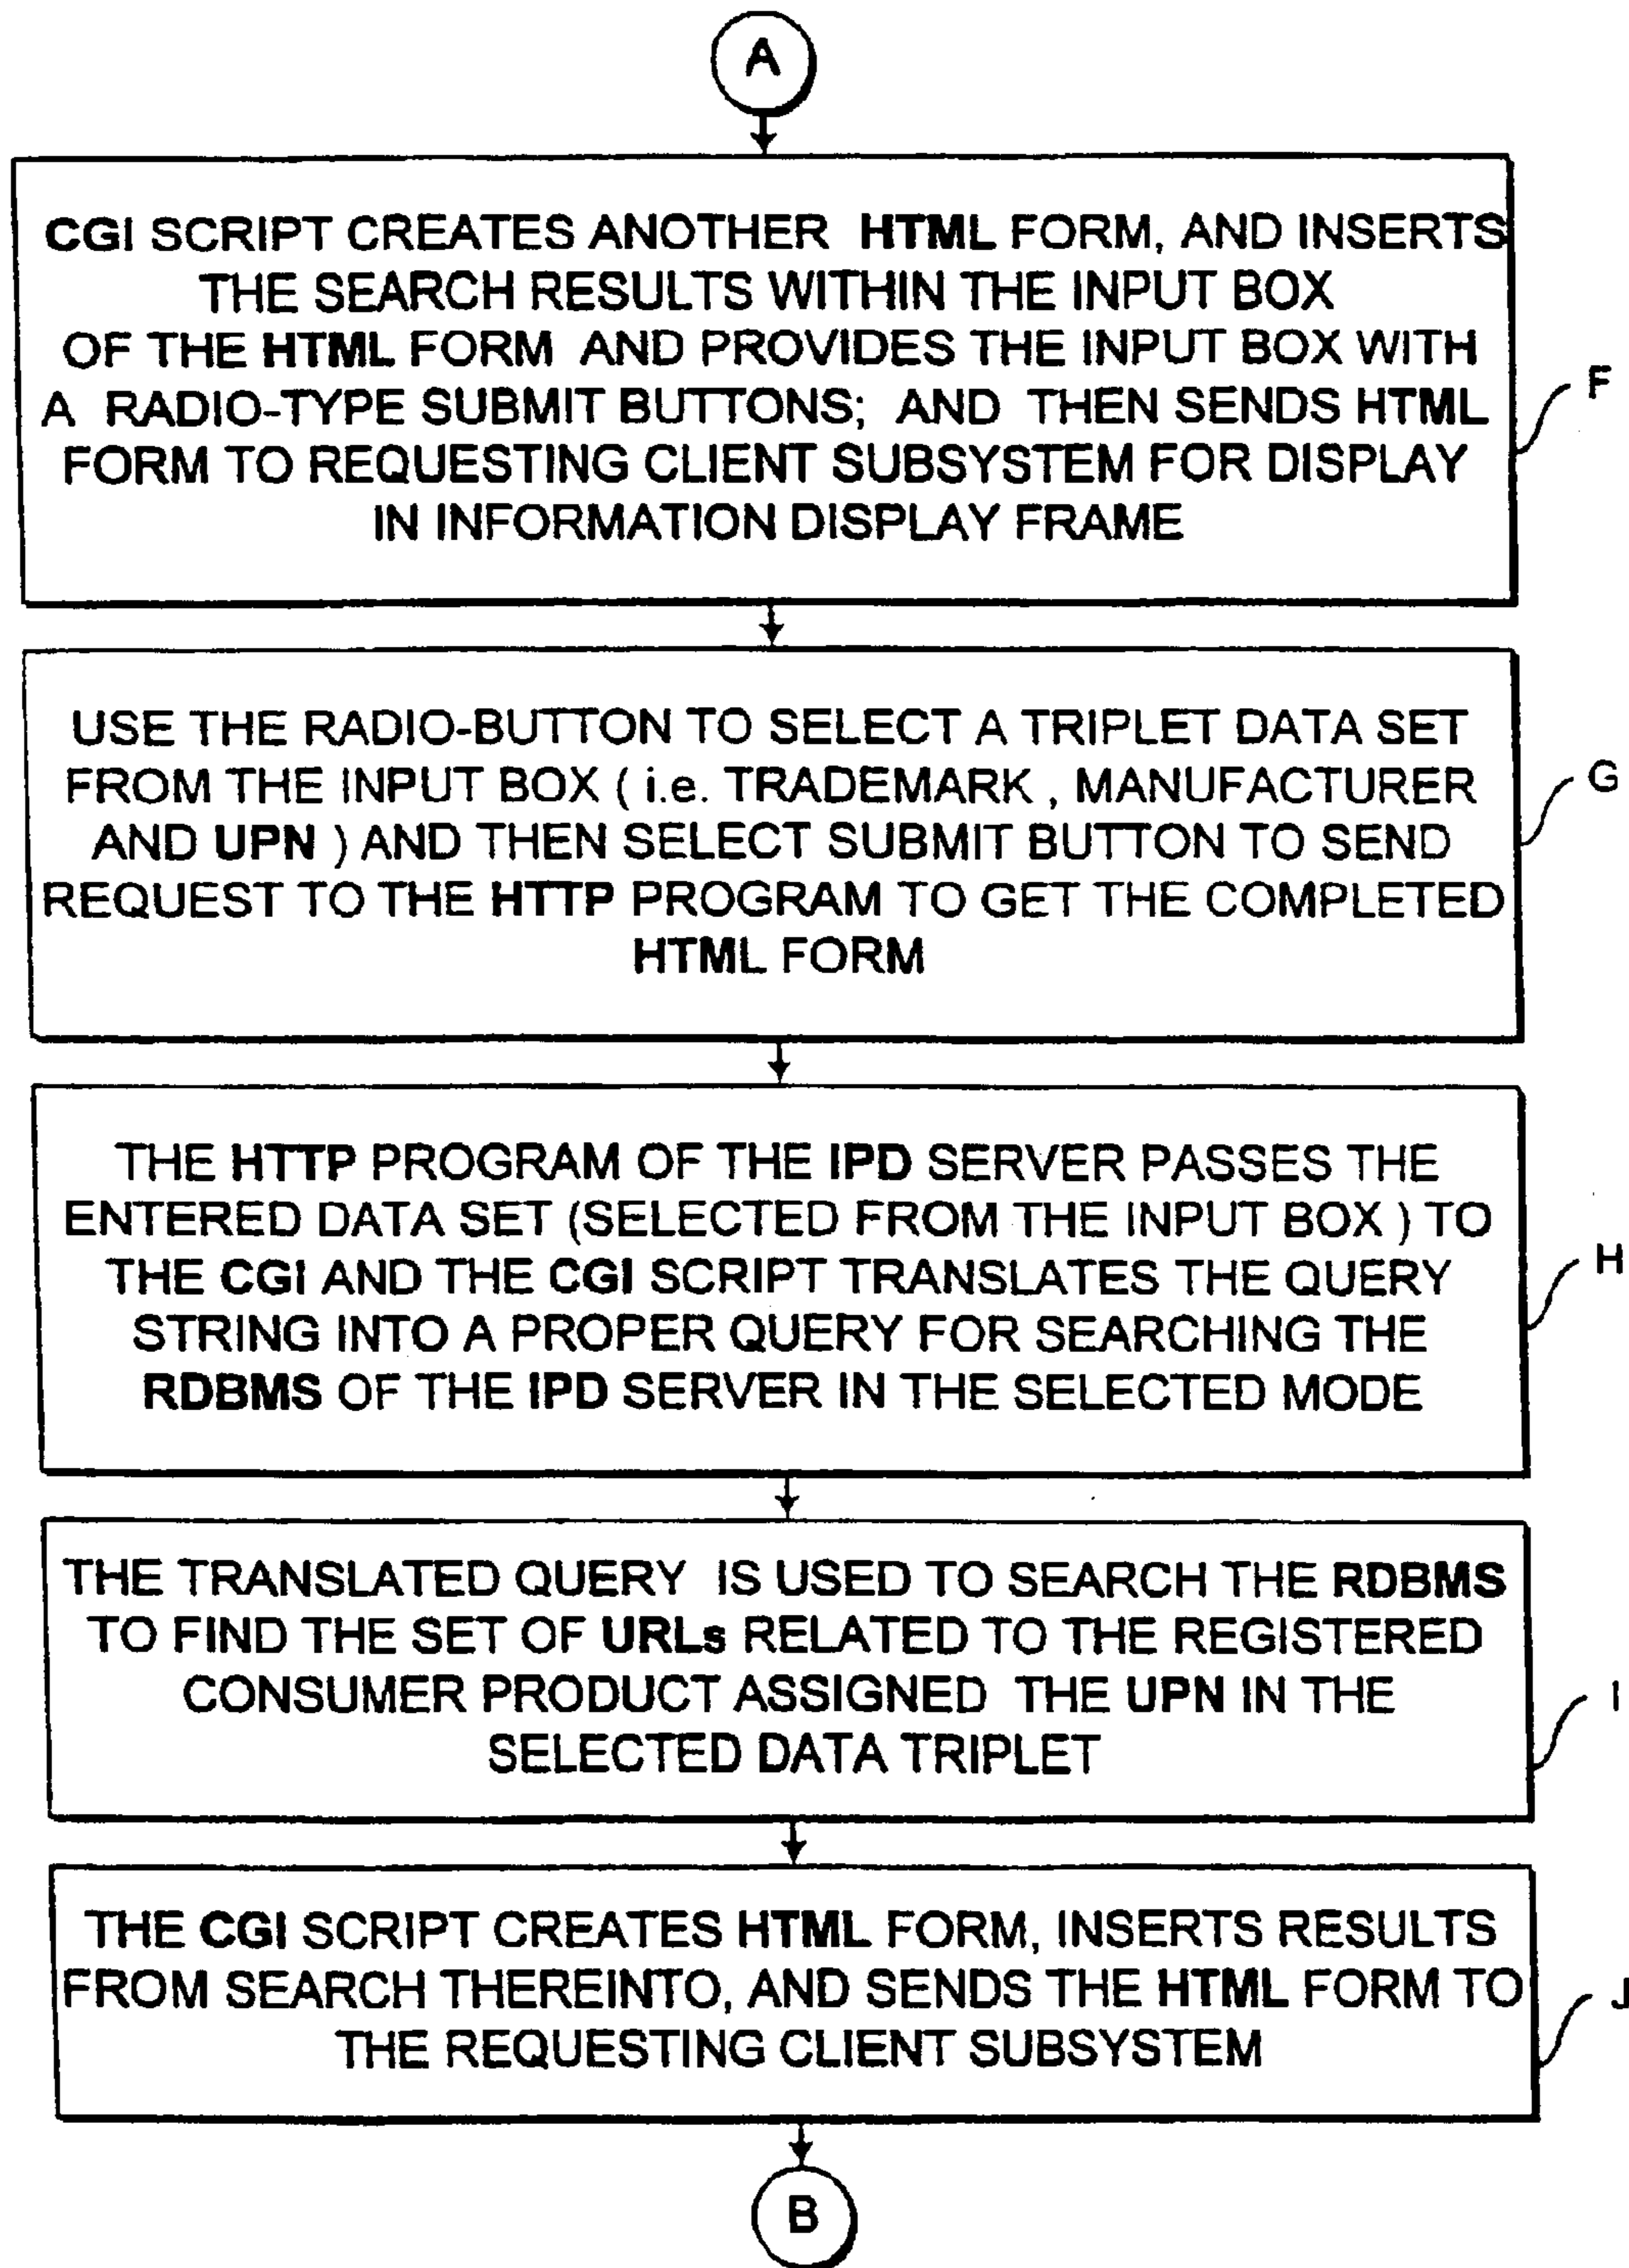 A
CGI SCRIPT CREATES ANOTHER HTML FORM, AND INSERTS
THE SEARCH RESULTS WITHIN THE INPUT BOX
OF THE HTML FORM AND PROVIDES THE INPUT BOX WITH
A RADIO-TYPE SUBMIT BUTTONS; AND THEN SENDS HTML
FORM TO REQUESTING CLIENT SUBSYSTEM FOR DISPLAY
IN INFORMATION DISPLAY FRAME
F
USE THE RADIO-BUTTON TO SELECT A TRIPLET DATA SET
FROM THE INPUT BOX ( i.e. TRADEMARK , MANUFACTURER
AND UPN ) AND THEN SELECT SUBMIT BUTTON TO SEND
REQUEST TO THE HTTP PROGRAM TO GET THE COMPLETED
HTML FORM
G
THE HTTP PROGRAM OF THE IPD SERVER PASSES THE
ENTERED DATA SET (SELECTED FROM THE INPUT BOX ) TO
THE CGI AND THE CGI SCRIPT TRANSLATES THE QUERY
STRING INTO A PROPER QUERY FOR SEARCHING THE
RDBMS OF THE IPD SERVER IN THE SELECTED MODE
H
THE TRANSLATED QUERY IS USED TO SEARCH THE RDBMS
TO FIND THE SET OF URLs RELATED TO THE REGISTERED
CONSUMER PRODUCT ASSIGNED THE UPN IN THE
SELECTED DATA TRIPLET
I
THE CGI SCRIPT CREATES HTML FORM, INSERTS RESULTS
FROM SEARCH THEREINTO, AND SENDS THE HTML FORM TO
THE REQUESTING CLIENT SUBSYSTEM
J
B